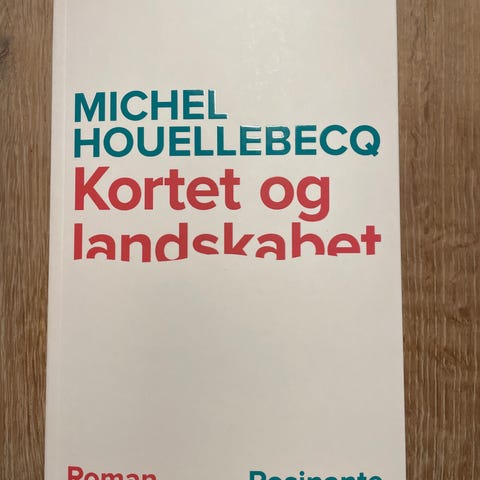 MICHEL
HOUELLEBECQ
Kortet og
landskabet
Roman
Rosinante